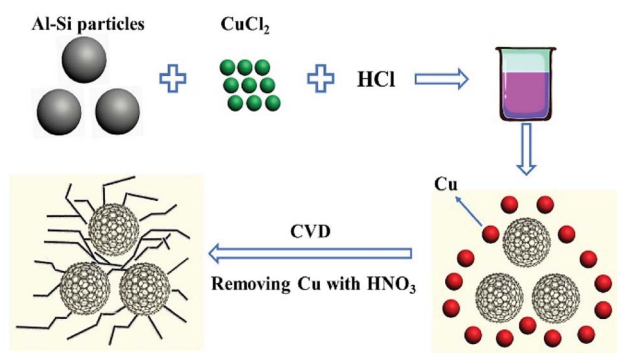 Al-Si particles
CuCl2
HCl
Cu
CVD
Removing Cu with HNO3